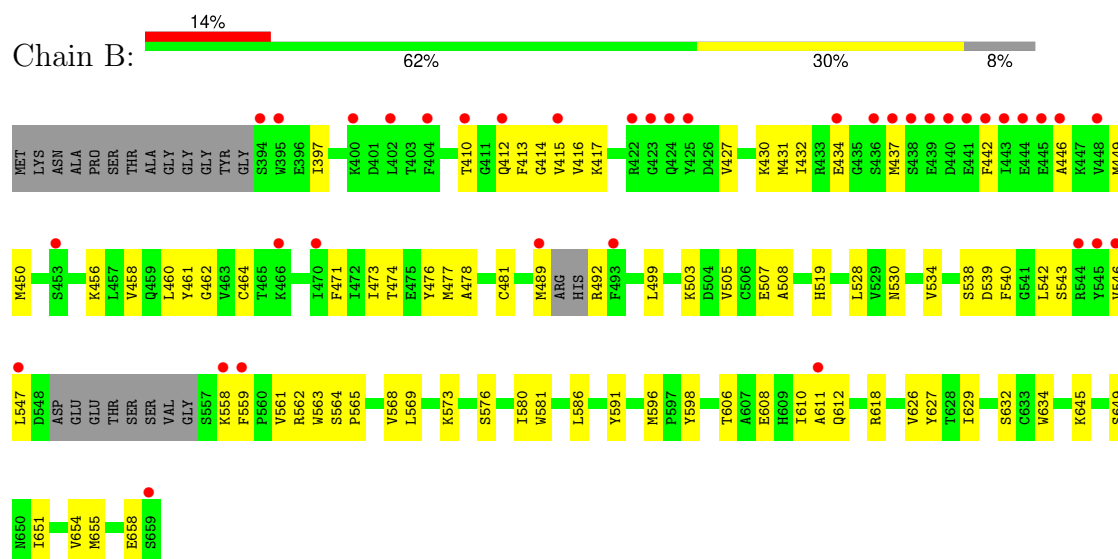 14%
Chain B:
62% 30% 8%
MET LYS ASN ALA PRO SER THR ALA GLY GLY GLY TYR GLY S394 W395 E396 I397 K400 D401 L402 T403 F404 T410 G411 Q412 F413 G414 V415 V416 K417 R422 G423 Q424 Y425 D426 V427 K430 M431 I432 R433 E434 G435 S436 M437 S438 E439 D440 E441 F442 I443 E444 E445 A446 K447 V448 M449
M450 S453 K456 L457 V458 Q459 L460 Y461 G462 V463 C464 T465 K466 I470 F471 I472 I473 T474 E475 Y476 M477 A478 C481 M489 ARG HIS R492 F493 L499 K503 D504 V505 C506 E507 A508 H519 L528 V529 N530 V534 S538 D539 F540 G541 L542 S543 R544 Y545 V546
L547 D548 ASP GLU GLU THR SER SER VAL GLY S557 K558 F559 P560 V561 R562 W563 S564 P565 V568 L569 K573 S576 I580 W581 L586 Y591 M596 P597 Y598 T606 A607 E608 H609 I610 A611 Q612 R618 V626 Y627 T628 I629 S632 C633 W634 K645 S649
N650 I651 V654 M655 E658 S659